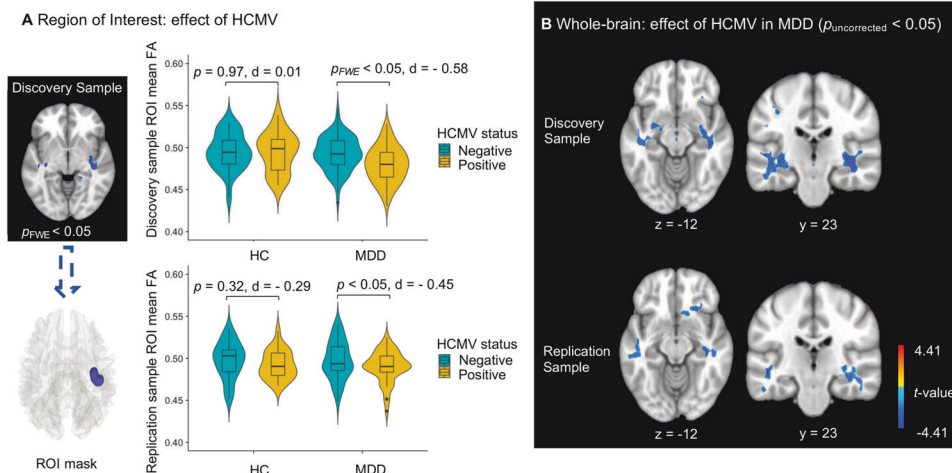 A Region of Interest: effect of HCMV
Discovery Sample
pFWE < 0.05
ROI mask
Discovery sample ROI mean FA
0.60
0.55
0.50
0.45
0.40
p = 0.97, d = 0.01
pFWE < 0.05, d = - 0.58
HCMV status
Negative
Positive
HC
MDD
Replication sample ROI mean FA
0.60
0.55
0.50
0.45
0.40
p = 0.32, d = - 0.29
p < 0.05, d = - 0.45
HCMV status
Negative
Positive
HC
MDD
B Whole-brain: effect of HCMV in MDD (puncorrected < 0.05)
Discovery
Sample
z = -12
y = 23
Replication
Sample
z = -12
y = 23
4.41
t-value
-4.41